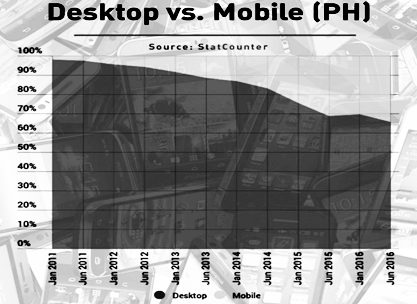 Desktop vs. Mobile (PH)
Source: StatCounter
100%
90%
80%
70%
60%
50%
40%
30%
20%
10%
0%
Jan 2011
Jun 2011
Jan 2012
Jun 2012
Jan 2013
Jun 2013
Jan 2014
Jun 2014
Jan 2015
Jun 2015
Jan 2016
Jun 2016
Desktop Mobile